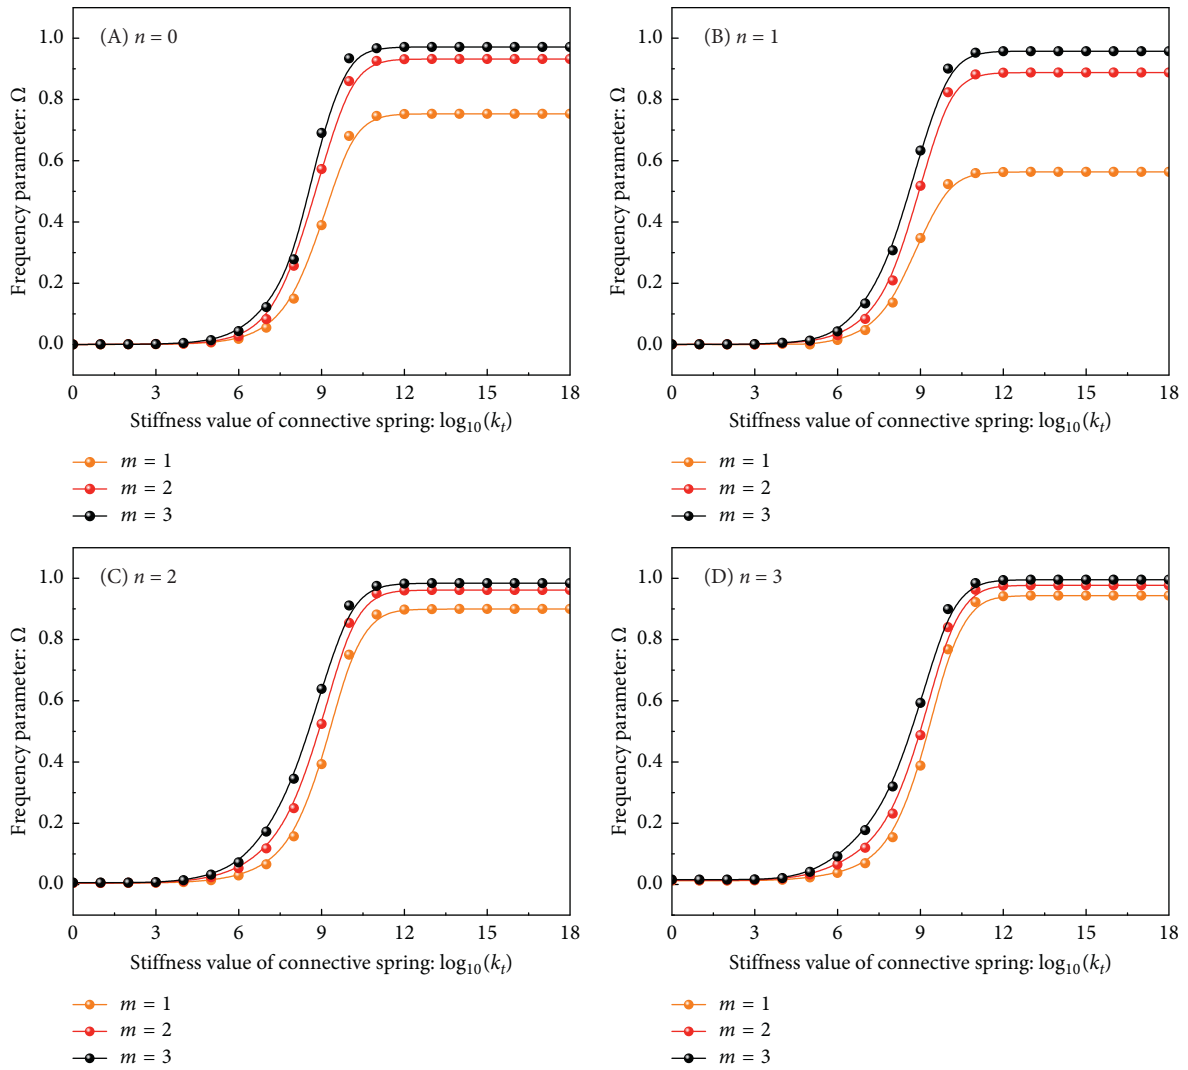 (A) n = 0
1.0
0.8
0.6
0.4
0.2
0.0
Frequency parameter: Ω
0 3 6 9 12 15 18
Stiffness value of connective spring: log10(kt)
m = 1
m = 2
m = 3
(B) n = 1
1.0
0.8
0.6
0.4
0.2
0.0
Frequency parameter: Ω
0 3 6 9 12 15 18
Stiffness value of connective spring: log10(kt)
m = 1
m = 2
m = 3
(C) n = 2
1.0
0.8
0.6
0.4
0.2
0.0
Frequency parameter: Ω
0 3 6 9 12 15 18
Stiffness value of connective spring: log10(kt)
m = 1
m = 2
m = 3
(D) n = 3
1.0
0.8
0.6
0.4
0.2
0.0
Frequency parameter: Ω
0 3 6 9 12 15 18
Stiffness value of connective spring: log10(kt)
m = 1
m = 2
m = 3